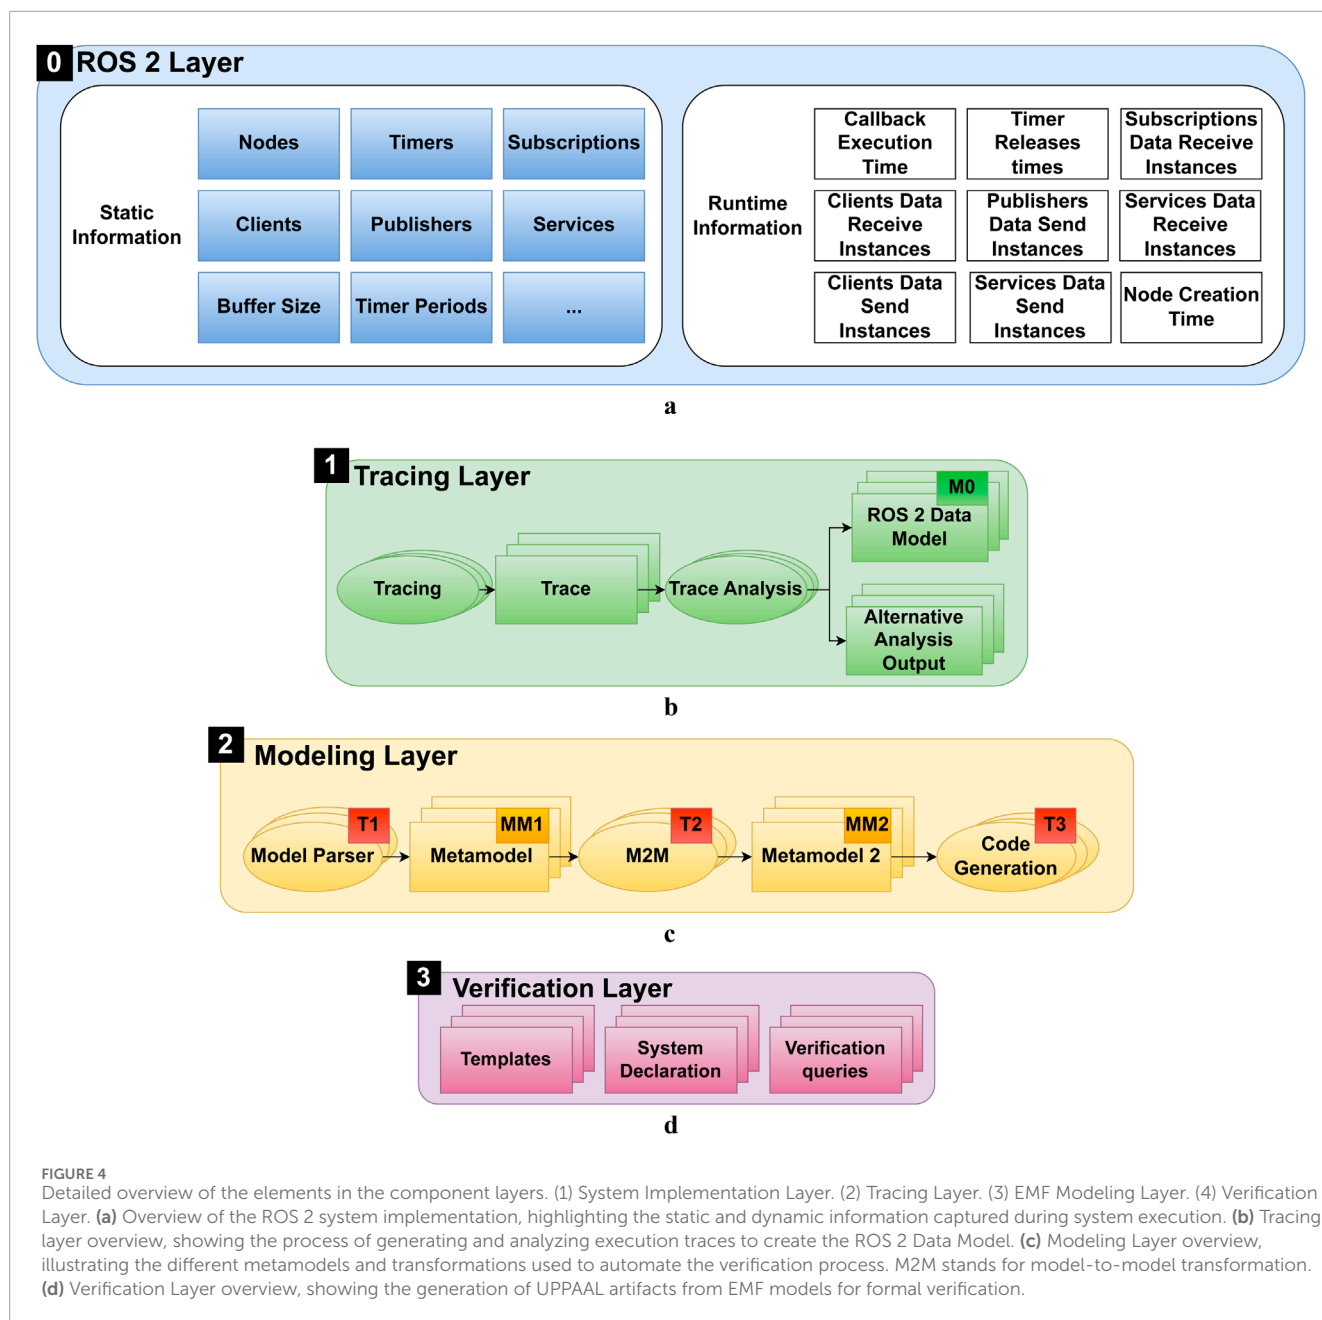 0 ROS 2 Layer
Static
Information
Nodes
Timers
Subscriptions
Clients
Publishers
Services
Buffer Size
Timer Periods
...
Runtime
Information
Callback
Execution
Time
Timer
Releases
times
Subscriptions
Data Receive
Instances
Clients Data
Receive
Instances
Publishers
Data Send
Instances
Services Data
Receive
Instances
Clients Data
Send
Instances
Services Data
Send
Instances
Node Creation
Time
a
1 Tracing Layer
Tracing
Trace
Trace Analysis
M0
ROS 2 Data
Model
Alternative
Analysis
Output
b
2 Modeling Layer
T1
Model Parser
MM1
Metamodel
T2
M2M
MM2
Metamodel 2
T3
Code
Generation
c
3 Verification Layer
Templates
System
Declaration
Verification
queries
d
FIGURE 4
Detailed overview of the elements in the component layers. (1) System Implementation Layer. (2) Tracing Layer. (3) EMF Modeling Layer. (4) Verification
Layer. (a) Overview of the ROS 2 system implementation, highlighting the static and dynamic information captured during system execution. (b) Tracing
layer overview, showing the process of generating and analyzing execution traces to create the ROS 2 Data Model. (c) Modeling Layer overview,
illustrating the different metamodels and transformations used to automate the verification process. M2M stands for model-to-model transformation.
(d) Verification Layer overview, showing the generation of UPPAAL artifacts from EMF models for formal verification.